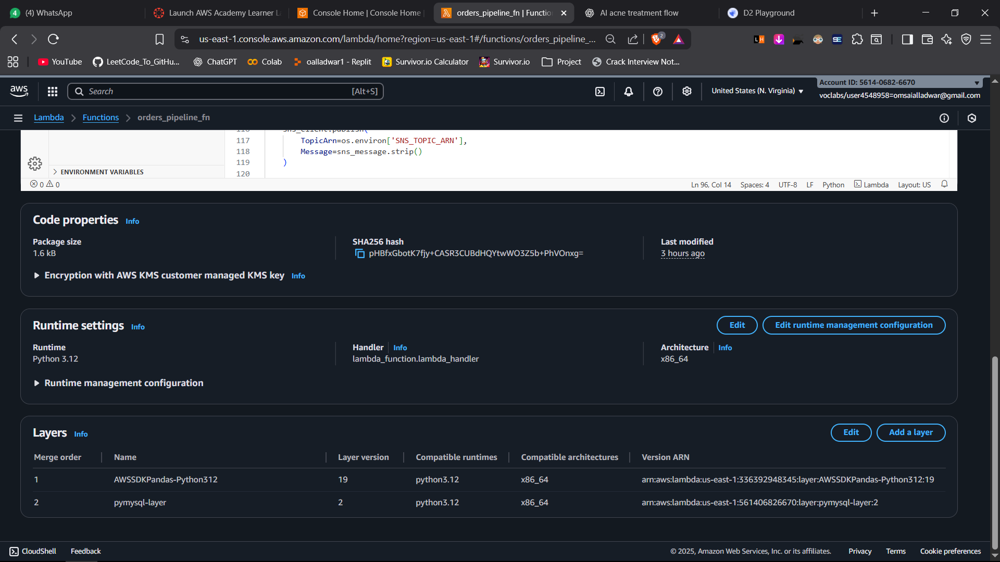 4 (4) WhatsApp
Launch AWS Academy Learner L
Console Home | Console Home
orders_pipeline_fn | Functio
AI acne treatment flow
D2 Playground
us-east-1.console.aws.amazon.com/lambda/home?region=us-east-1#/functions/orders_pipeline_...
2
YouTube
LeetCode_To_GitHu...
ChatGPT
Colab
oalladwar1 - Replit
Survivor.io Calculator
Survivor.io
Project
Crack Interview Not...
aws
Search [Alt+S]
United States (N. Virginia)
Account ID: 5614-0682-6670
voclabs/user4548958=omsaialladwar@gmail.com
Lambda > Functions > orders_pipeline_fn
116 sns_client.publish(
117 TopicArn=os.environ['SNS_TOPIC_ARN'],
118 Message=sns_message.strip()
119 )
120
ENVIRONMENT VARIABLES
0 0
Ln 96, Col 14 Spaces: 4 UTF-8 LF Python Lambda Layout: US
Code properties Info
Package size
1.6 kB
SHA256 hash
pHBfxGbotK7fjy+CASR3CUBdHQYtwWO3Z5b+PhVOnxg=
Last modified
3 hours ago
Encryption with AWS KMS customer managed KMS key Info
Runtime settings Info
Edit
Edit runtime management configuration
Runtime
Python 3.12
Handler Info
lambda_function.lambda_handler
Architecture Info
x86_64
Runtime management configuration
Layers Info
Edit
Add a layer
Merge order Name Layer version Compatible runtimes Compatible architectures Version ARN
1 AWSSDKPandas-Python312 19 python3.12 x86_64 arn:aws:lambda:us-east-1:336392948345:layer:AWSSDKPandas-Python312:19
2 pymysql-layer 2 python3.12 x86_64 arn:aws:lambda:us-east-1:561406826670:layer:pymysql-layer:2
CloudShell Feedback © 2025, Amazon Web Services, Inc. or its affiliates. Privacy Terms Cookie preferences